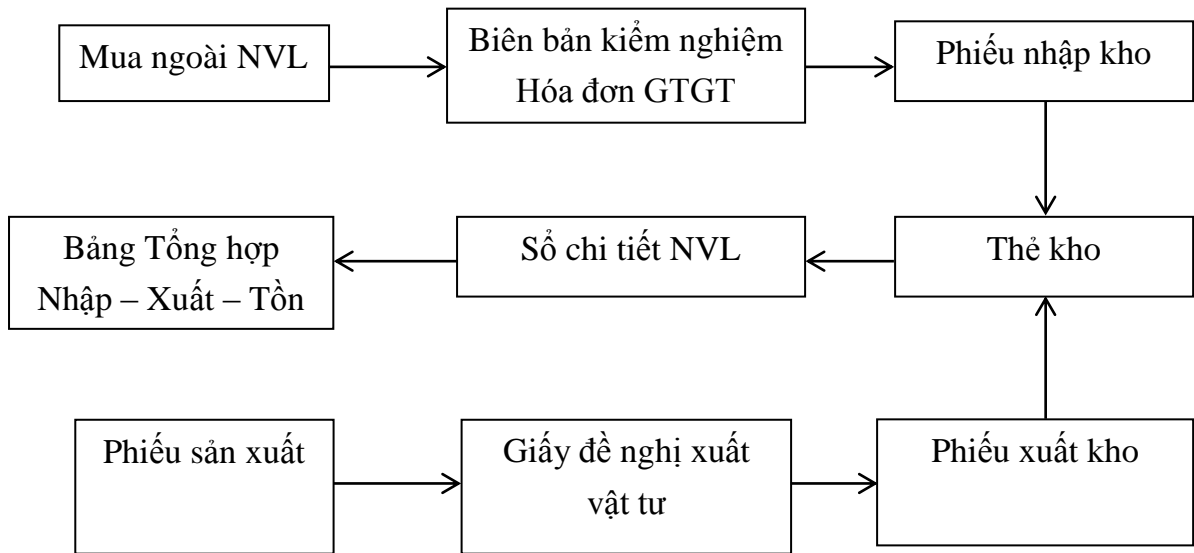 Mua ngoài NVL
Biên bản kiểm nghiệm
Hóa đơn GTGT
Phiếu nhập kho
Bảng Tổng hợp
Nhập – Xuất – Tồn
Sổ chi tiết NVL
Thẻ kho
Phiếu sản xuất
Giấy đề nghị xuất
vật tư
Phiếu xuất kho